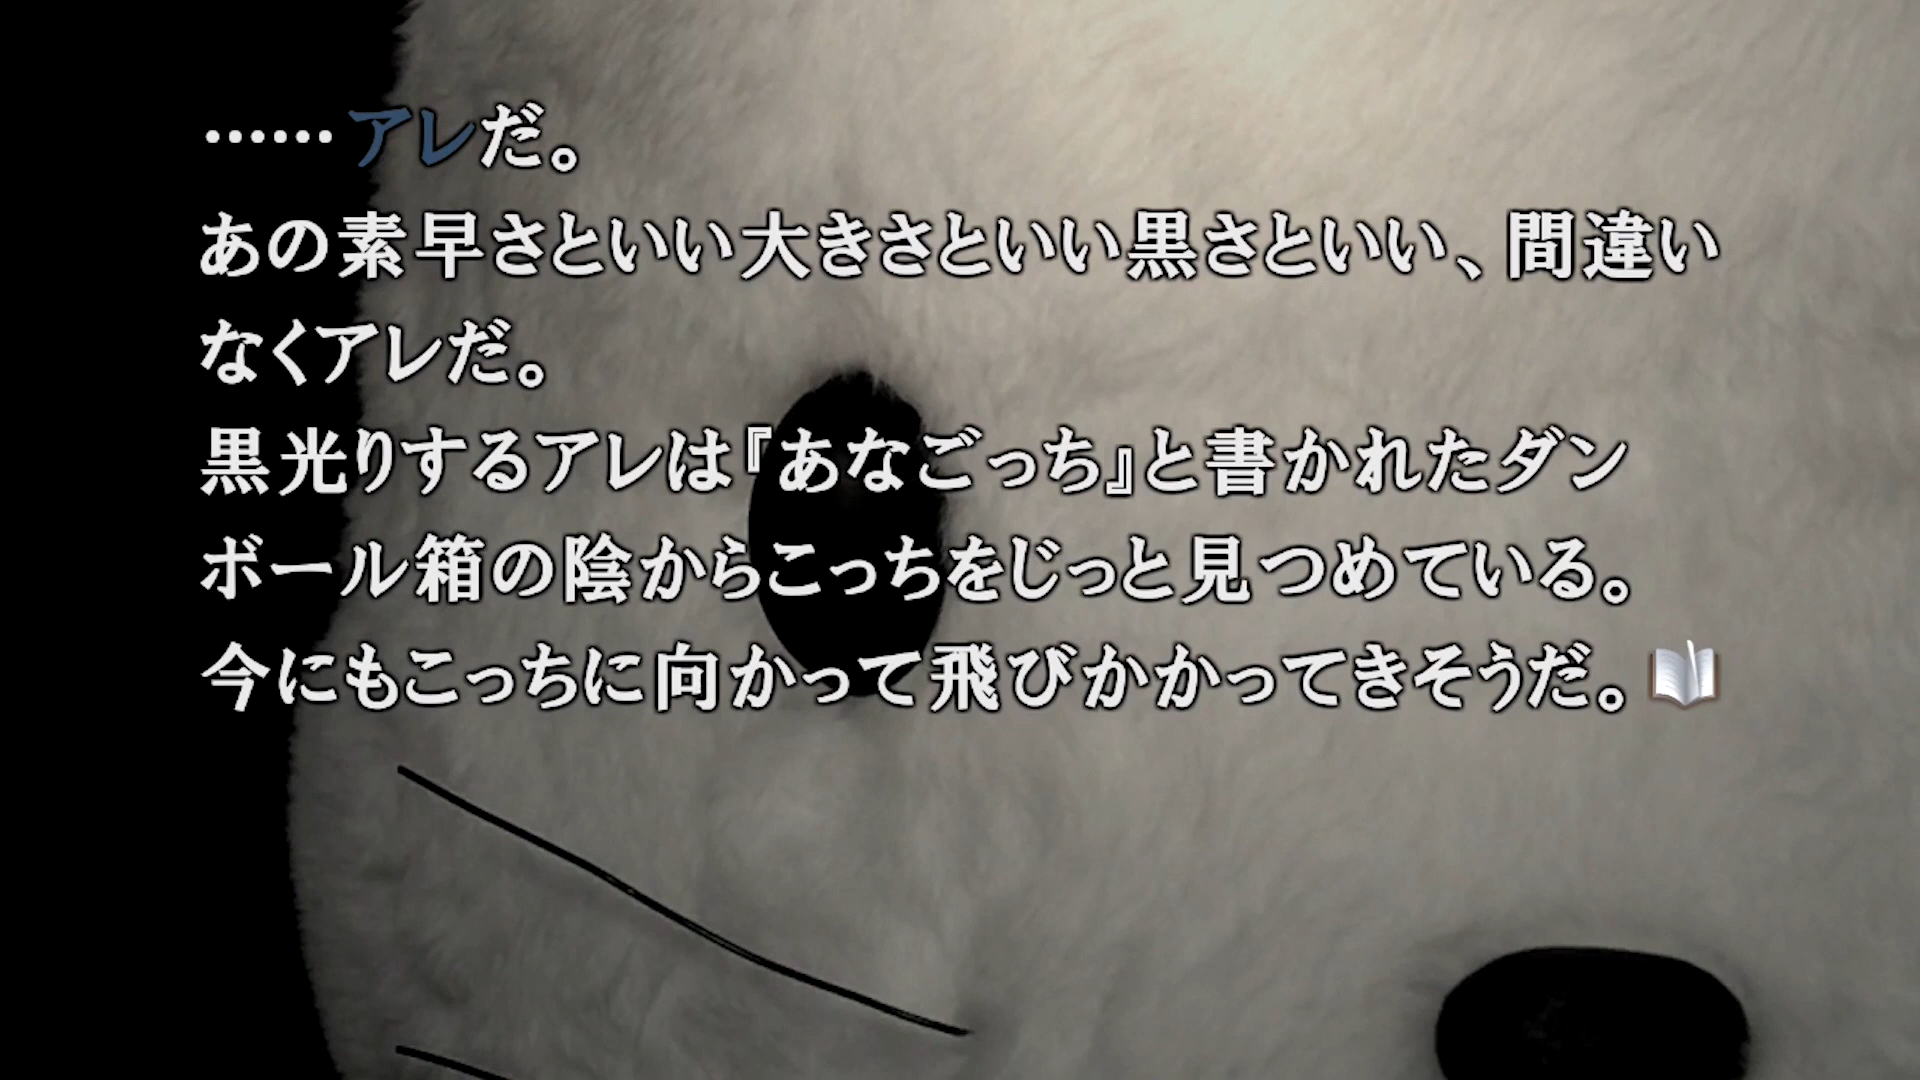 ……アレだ。
あの素早さといい大きさといい黒さといい、間違い
なくアレだ。
黒光りするアレは『あなごっち』と書かれたダン
ボール箱の陰からこっちをじっと見つめている。
今にもこっちに向かって飛びかかってきそうだ。